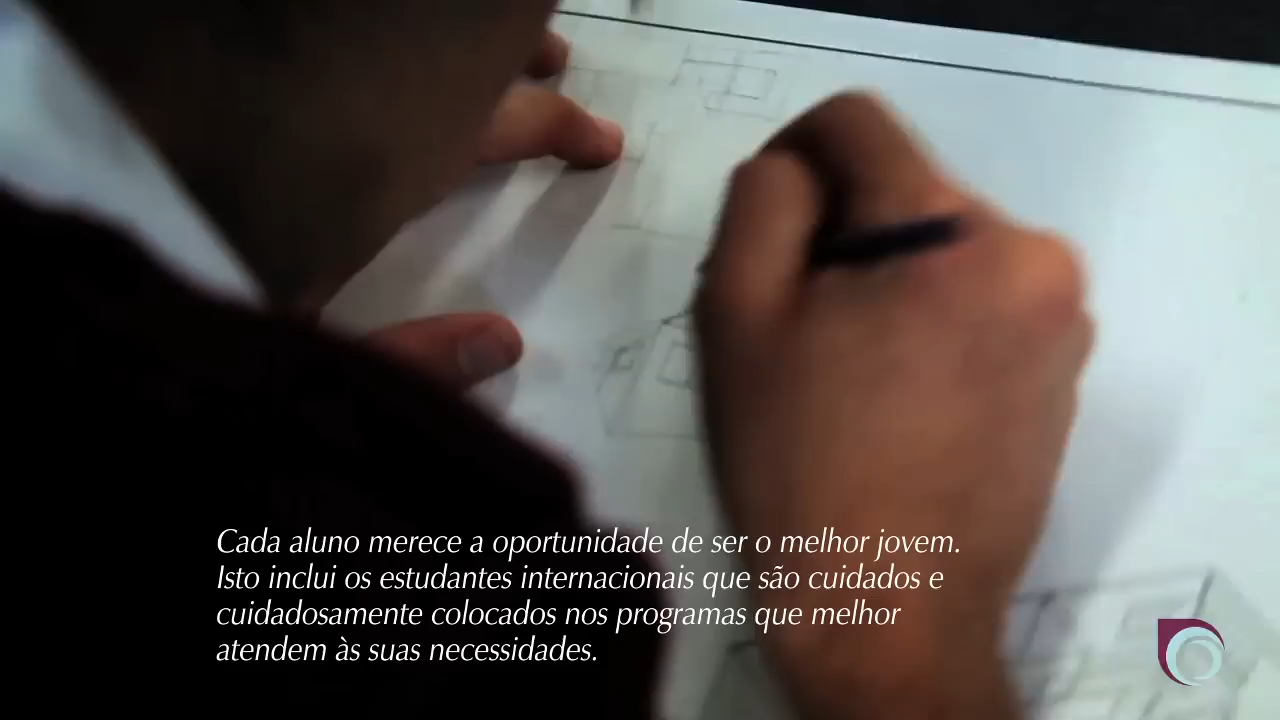 Cada aluno merece a oportunidade de ser o melhor jovem.
Isto inclui os estudantes internacionais que são cuidados e
cuidadosamente colocados nos programas que melhor
atendem às suas necessidades.